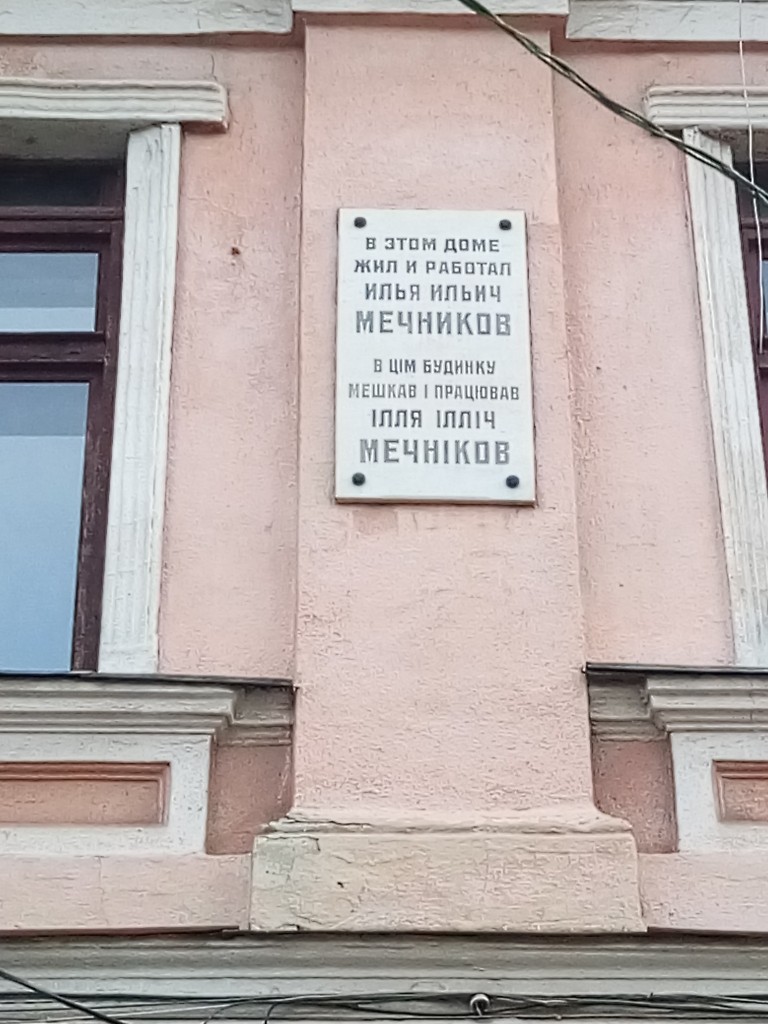 В ЭТОМ ДОМЕ
ЖИЛ И РАБОТАЛ
ИЛЬЯ ИЛЬИЧ
МЕЧНИКОВ
В ЦІМ БУДИНКУ
МЕШКАВ І ПРАЦЮВАВ
ІЛЛЯ ІЛЛІЧ
МЕЧНІКОВ